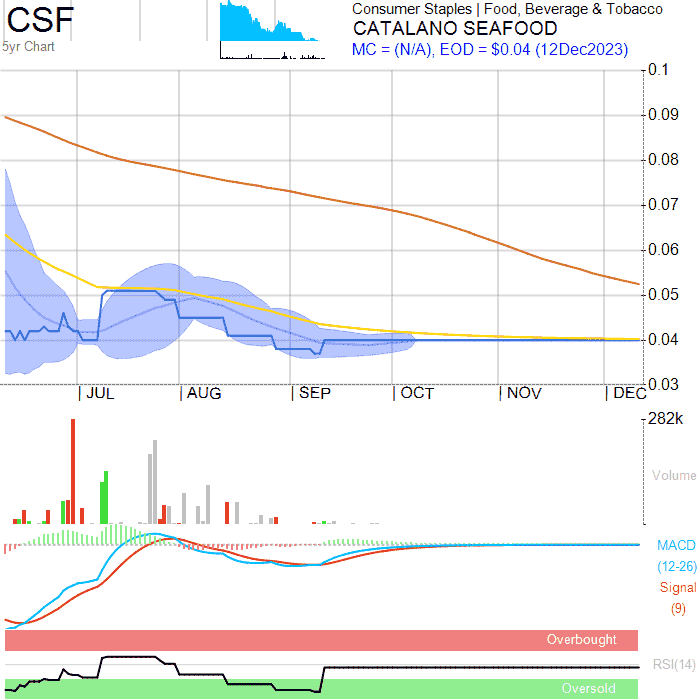 CSF
5yr Chart
Consumer Staples | Food, Beverage & Tobacco
CATALANO SEAFOOD
MC = (N/A), EOD = $0.04 (12Dec2023)
0.1
0.09
0.08
0.07
0.06
0.05
0.04
0.03
| JUL | AUG | SEP | OCT | NOV | DEC
282k
Volume
MACD
(12-26)
Signal
(9)
Overbought
RSI(14)
Oversold